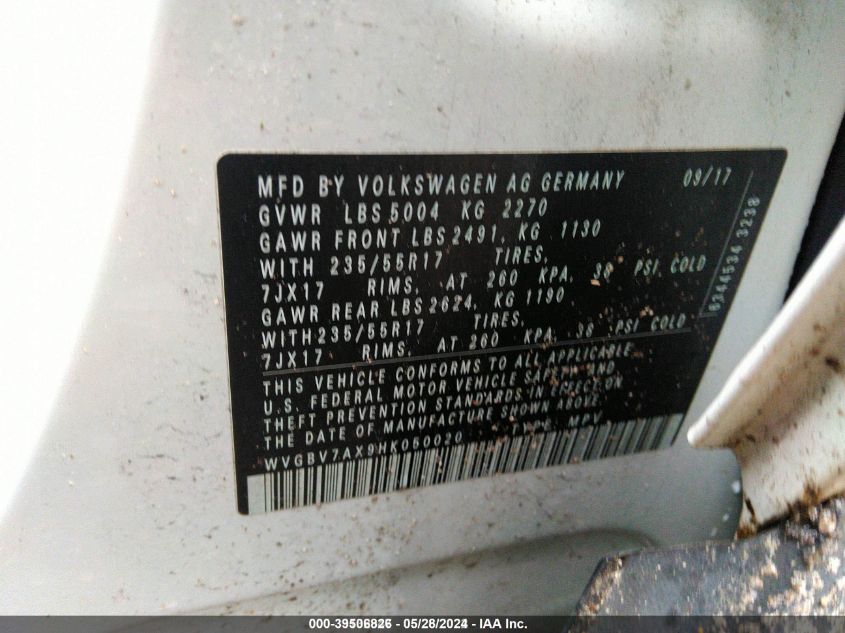 MFD BY VOLKSWAGEN AG GERMANY 09/17
GVWR LBS 5004 KG 2270
GAWR FRONT LBS 2491, KG 1130
WITH 235/55R17 TIRES,
7JX17 RIMS, AT 260 KPA, 38 PSI COLD
GAWR REAR LBS 2624, KG 1190
WITH 235/55R17 TIRES,
7JX17 RIMS, AT 260 KPA, 38 PSI COLD
THIS VEHICLE CONFORMS TO ALL APPLICABLE
U.S. FEDERAL MOTOR VEHICLE SAFETY AND
THEFT PREVENTION STANDARDS IN EFFECT ON
THE DATE OF MANUFACTURE SHOWN ABOVE.
WVGBV7AX9HK050020 TYPE MPV
6344534 3238
000-39506826 - 05/28/2024 - IAA Inc.